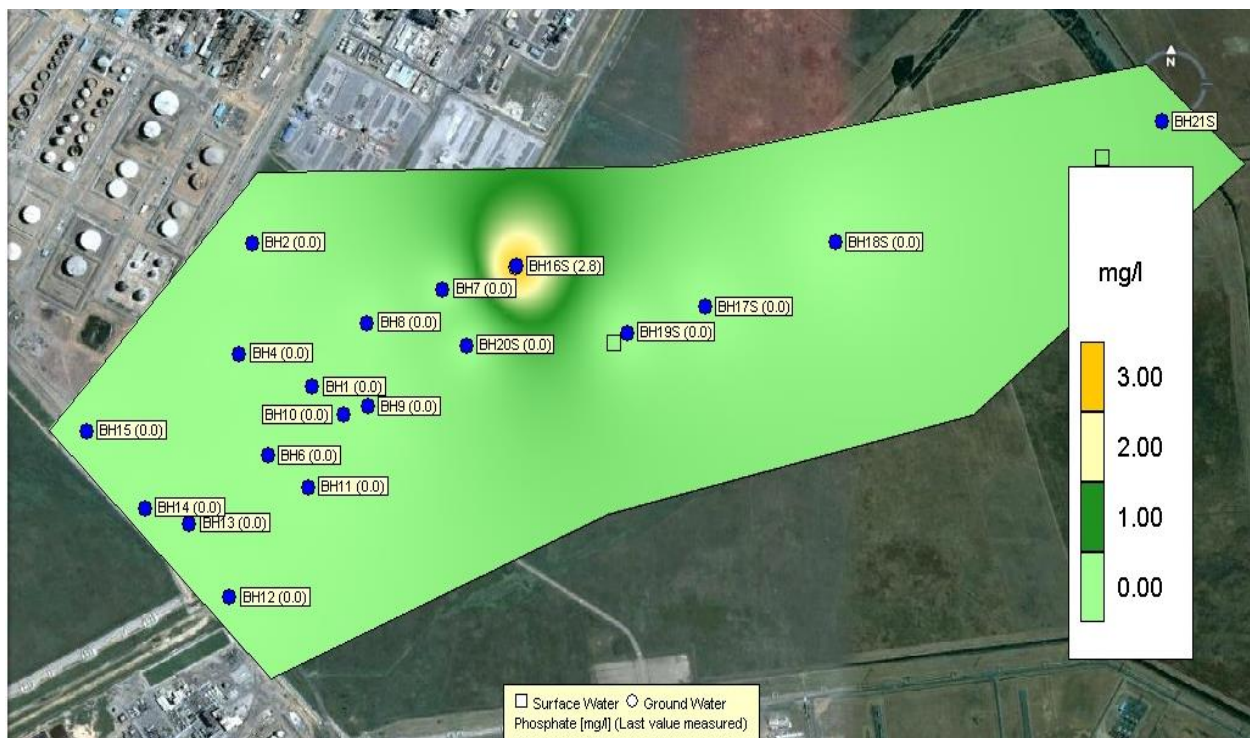 N
BH21S
BH2 (0.0)
BH18S (0.0)
BH16S (2.8)
BH7 (0.0)
BH17S (0.0)
BH8 (0.0)
BH19S (0.0)
BH20S (0.0)
BH4 (0.0)
BH1 (0.0)
BH9 (0.0)
BH10 (0.0)
BH15 (0.0)
BH6 (0.0)
BH11 (0.0)
BH14 (0.0)
BH13 (0.0)
BH12 (0.0)
mg/l
3.00
2.00
1.00
0.00
Surface Water Ground Water
Phosphate [mg/l] (Last value measured)